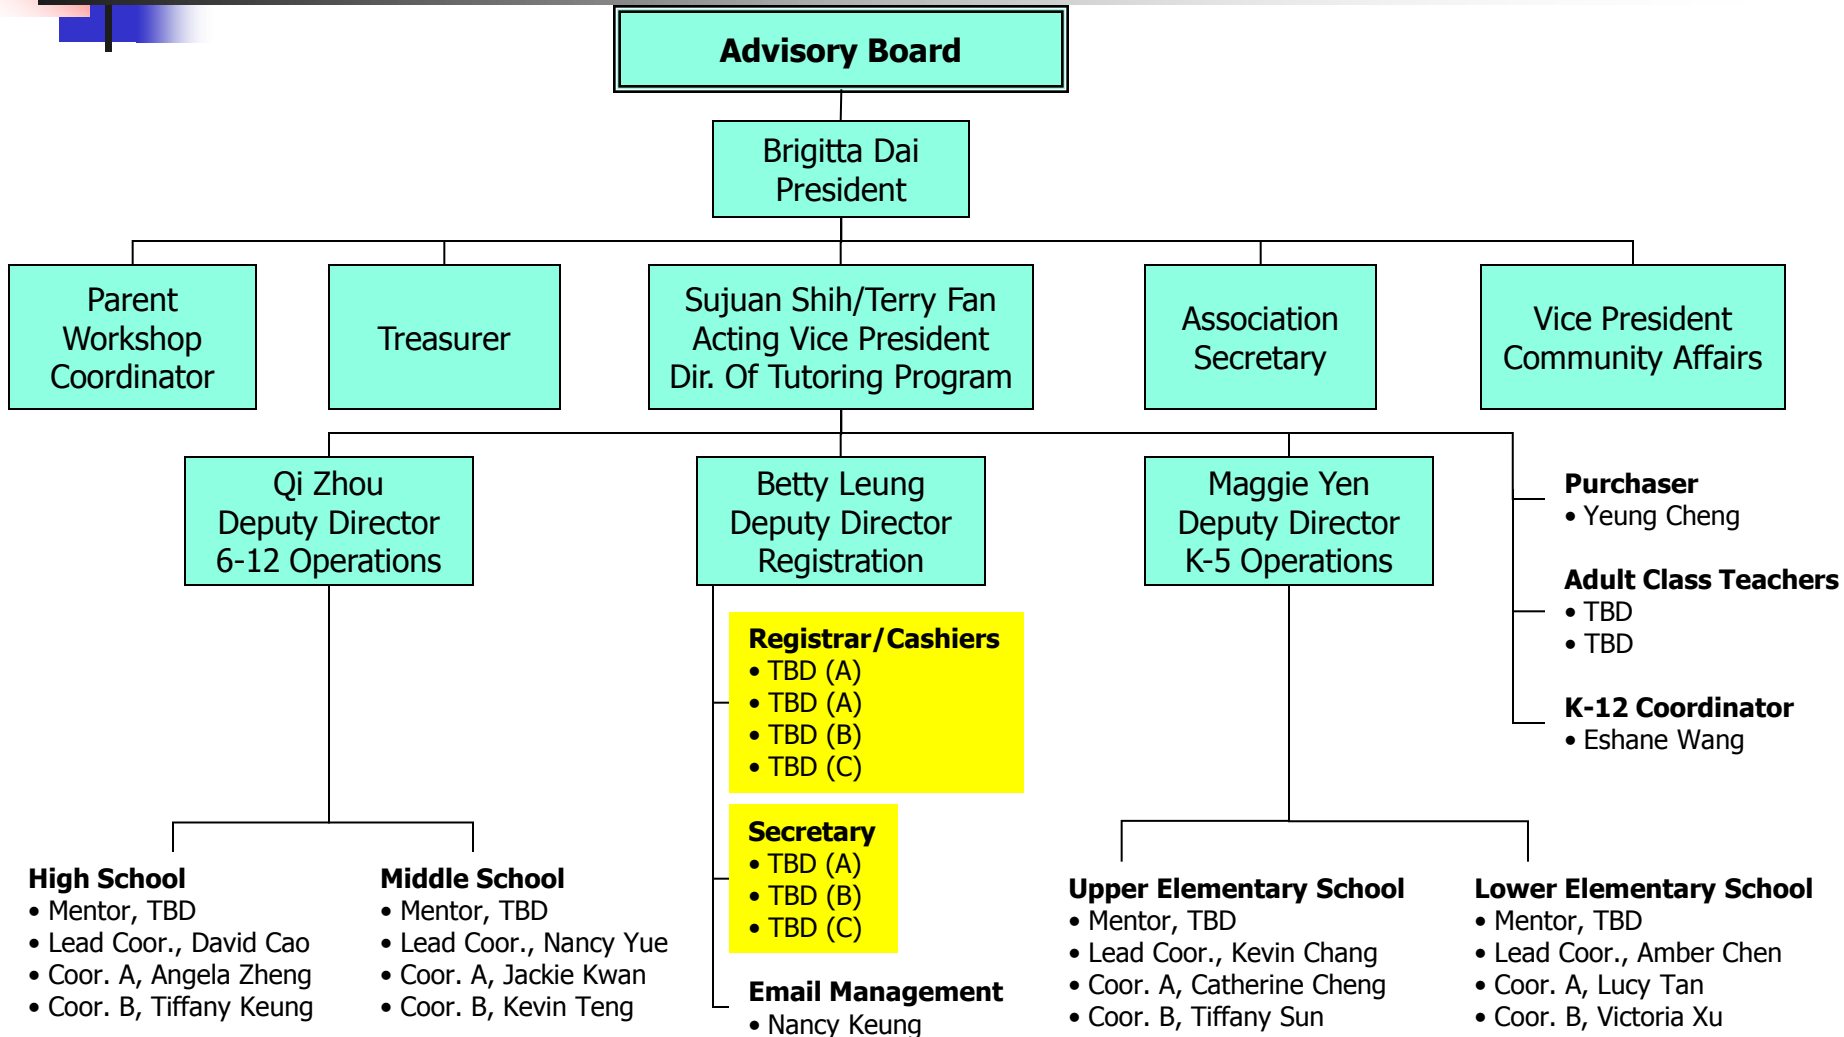 Advisory Board
Brigitta Dai
President
Parent
Workshop
Coordinator
Treasurer
Sujuan Shih/Terry Fan
Acting Vice President
Dir. Of Tutoring Program
Association
Secretary
Vice President
Community Affairs
Qi Zhou
Deputy Director
6-12 Operations
Betty Leung
Deputy Director
Registration
Maggie Yen
Deputy Director
K-5 Operations
Purchaser
• Yeung Cheng
Adult Class Teachers
• TBD
• TBD
K-12 Coordinator
• Eshane Wang
Registrar/Cashiers
• TBD (A)
• TBD (A)
• TBD (B)
• TBD (C)
Secretary
• TBD (A)
• TBD (B)
• TBD (C)
Email Management
• Nancy Keung
High School
• Mentor, TBD
• Lead Coor., David Cao
• Coor. A, Angela Zheng
• Coor. B, Tiffany Keung
Middle School
• Mentor, TBD
• Lead Coor., Nancy Yue
• Coor. A, Jackie Kwan
• Coor. B, Kevin Teng
Upper Elementary School
• Mentor, TBD
• Lead Coor., Kevin Chang
• Coor. A, Catherine Cheng
• Coor. B, Tiffany Sun
Lower Elementary School
• Mentor, TBD
• Lead Coor., Amber Chen
• Coor. A, Lucy Tan
• Coor. B, Victoria Xu